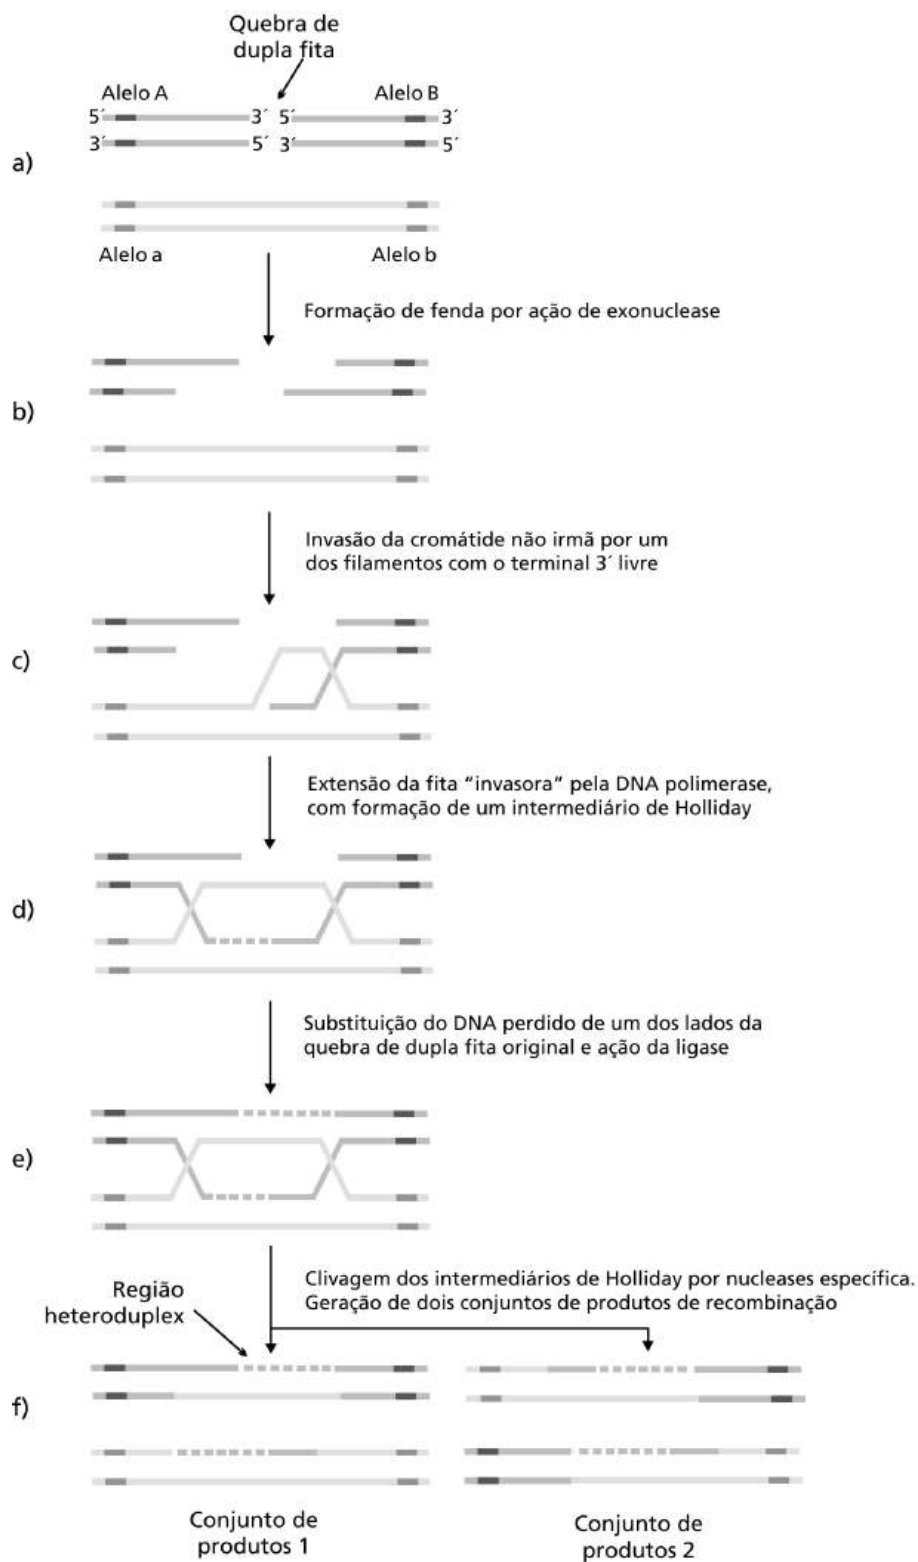 Quebra de
dupla fita
Alelo A
Alelo B
5´ 3´ 5´ 3´
3´ 5´ 3´ 5´
a)
Alelo a
Alelo b
Formação de fenda por ação de exonuclease
b)
Invasão da cromátide não irmã por um
dos filamentos com o terminal 3´ livre
c)
Extensão da fita “invasora” pela DNA polimerase,
com formação de um intermediário de Holliday
d)
Substituição do DNA perdido de um dos lados da
quebra de dupla fita original e ação da ligase
e)
Clivagem dos intermediários de Holliday por nucleases específica.
Geração de dois conjuntos de produtos de recombinação
Região
heteroduplex
f)
Conjunto de
produtos 1
Conjunto de
produtos 2